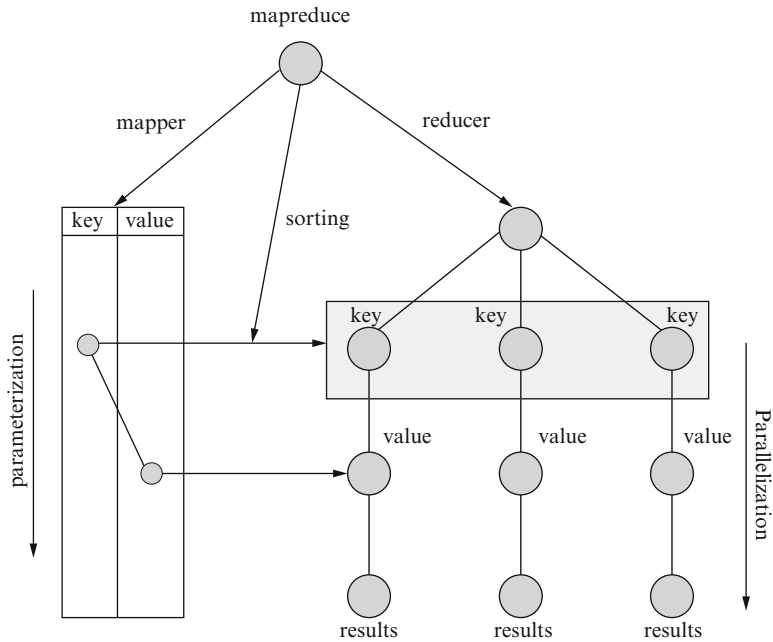 mapreduce
mapper
reducer
key value
sorting
key key key
parameterization
value value value
Parallelization
results results results